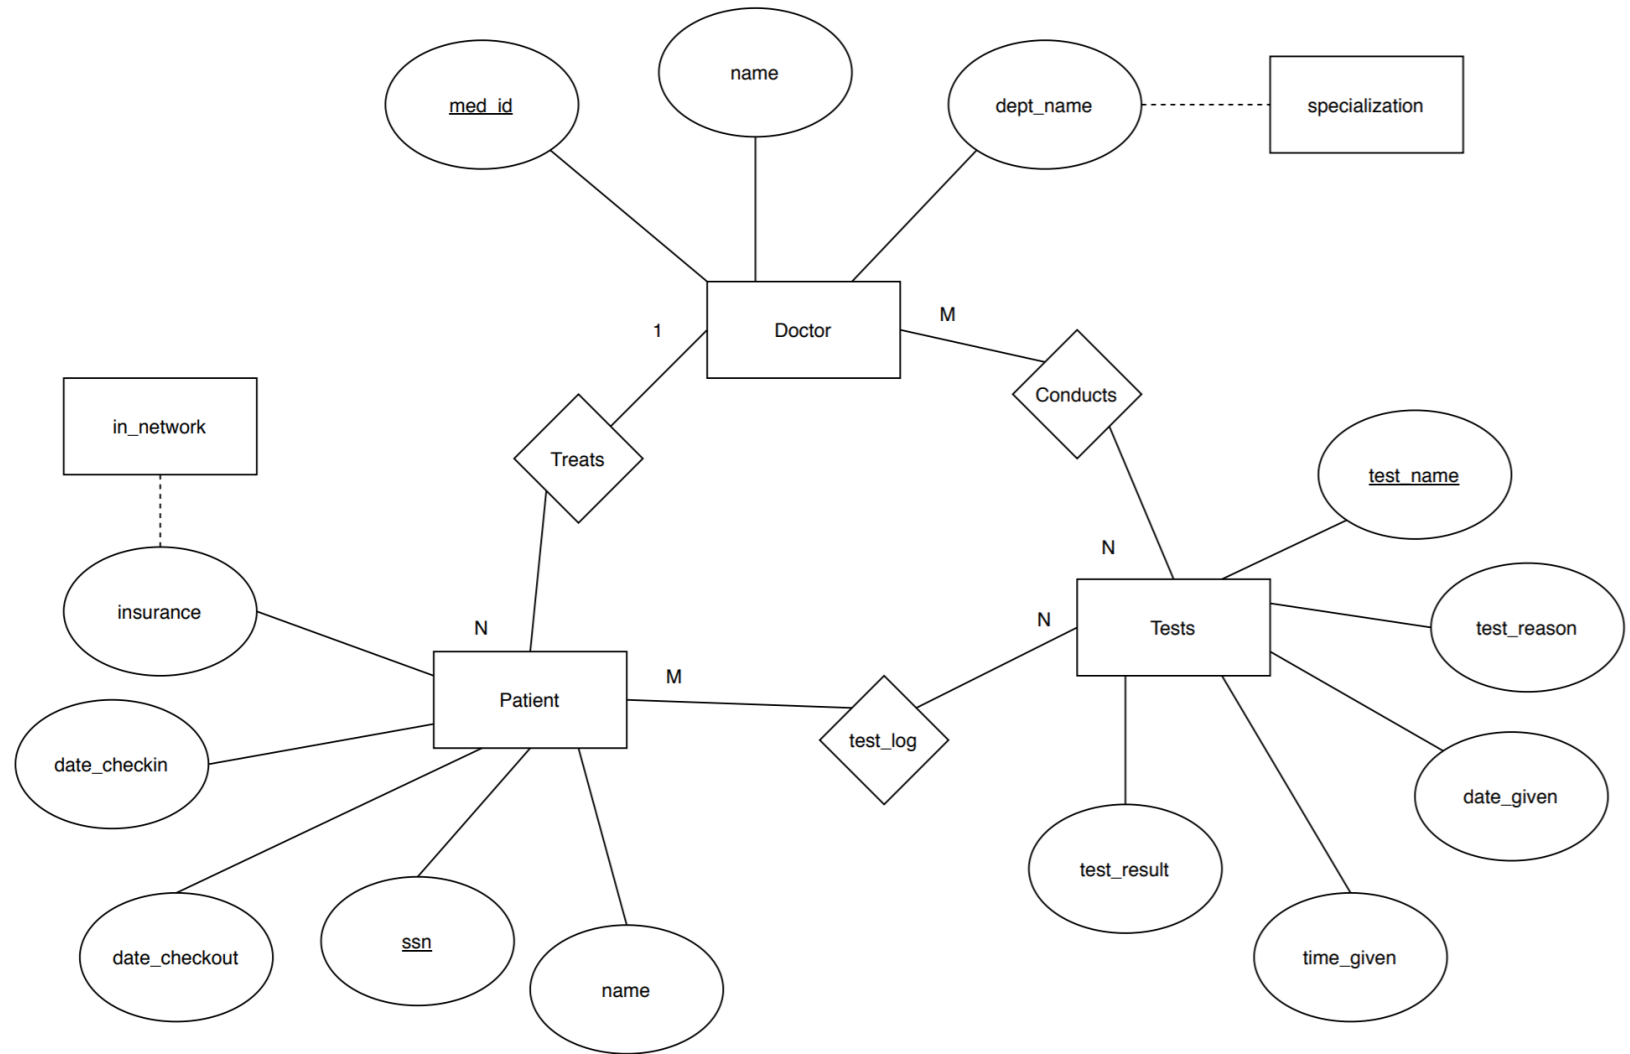 med_id
name
dept_name
specialization
1
Doctor
M
Conducts
in_network
Treats
test_name
N
insurance
N
N
Tests
test_reason
M
Patient
test_log
date_checkin
date_given
test_result
date_checkout
ssn
name
time_given